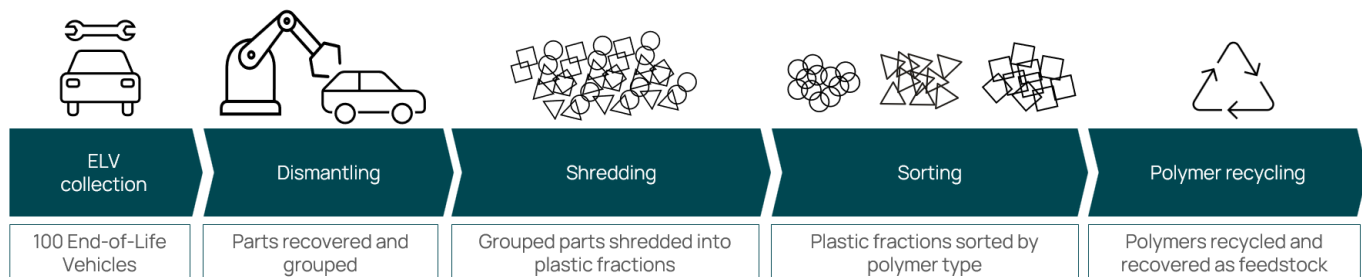 ELV
collection
Dismantling
Shredding
Sorting
Polymer recycling
100 End-of-Life
Vehicles
Parts recovered and
grouped
Grouped parts shredded into
plastic fractions
Plastic fractions sorted by
polymer type
Polymers recycled and
recovered as feedstock